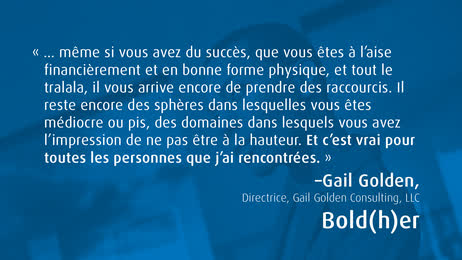 « ... même si vous avez du succès, que vous êtes à l’aise
financièrement et en bonne forme physique, et tout le
tralala, il vous arrive encore de prendre des raccourcis. Il
reste encore des sphères dans lesquelles vous êtes
médiocre ou pis, des domaines dans lesquels vous avez
l’impression de ne pas être à la hauteur. Et c’est vrai pour
toutes les personnes que j’ai rencontrées. »
–Gail Golden,
Directrice, Gail Golden Consulting, LLC
Bold(h)er